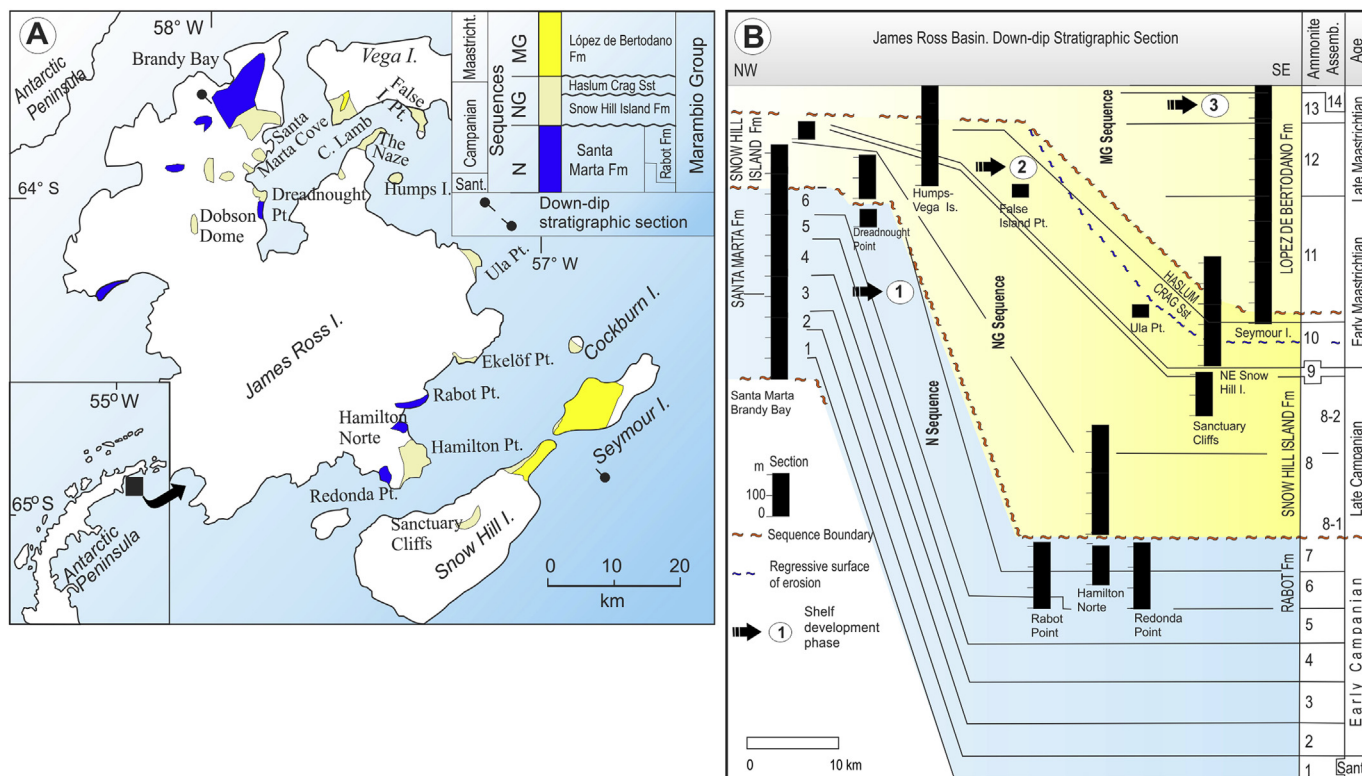 A
58° W
Antarctic
Peninsula
Brandy Bay
Vega I.
False
I. Pt.
Santa
Marta Cove
C. Lamb
The
Naze
Humps I.
64° S
Dreadnought
Pt.
Dobson
Dome
57° W
Ula Pt.
James Ross I.
Cockburn I.
Ekelöf Pt.
Rabot Pt.
Hamilton
Norte
Hamilton Pt.
Seymour I.
Redonda Pt.
Sanctuary
Cliffs
Snow Hill I.
0 10 20
km
55° W
65° S
Antarctic
Peninsula
Maastricht.
Campanian
Sant.
Sequences
MG
NG
N
López de Bertodano
Fm
Haslum Crag Sst
Snow Hill Island Fm
Santa
Marta Fm
Rabot Fm
Marambio Group
Down-dip
stratigraphic section
B
James Ross Basin. Down-dip Stratigraphic Section
NW
SE
Ammonite
Assemb.
Age
SNOW HILL
ISLAND Fm
SANTA MARTA Fm
6
5
4
3
2
1
Santa Marta
Brandy Bay
Dreadnought
Point
1
Humps-
Vega Is.
2
False
Island Pt.
3
MG Sequence
NG Sequence
N Sequence
HASLUM
CRAG Sst
Ula Pt.
Seymour I.
NE Snow
Hill I.
Sanctuary
Cliffs
LOPEZ DE BERTODANO Fm
SNOW HILL ISLAND Fm
RABOT Fm
Rabot
Point
Hamilton
Norte
Redonda
Point
13
14
12
11
10
9
8-2
8
8-1
7
6
5
4
3
2
1
Late Maastrichtian
Early Maastrichtian
Late Campanian
Early Campanian
Sant
Section
m
100
0
Sequence Boundary
Regressive surface
of erosion
1
Shelf
development
phase
0 10 km